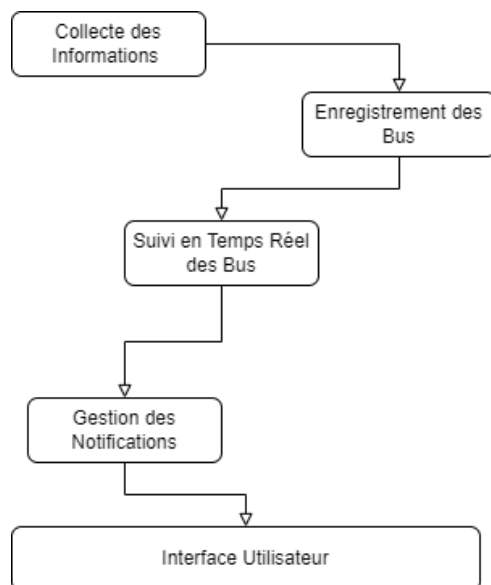 Collecte des
Informations
Enregistrement des
Bus
Suivi en Temps Réel
des Bus
Gestion des
Notifications
Interface Utilisateur